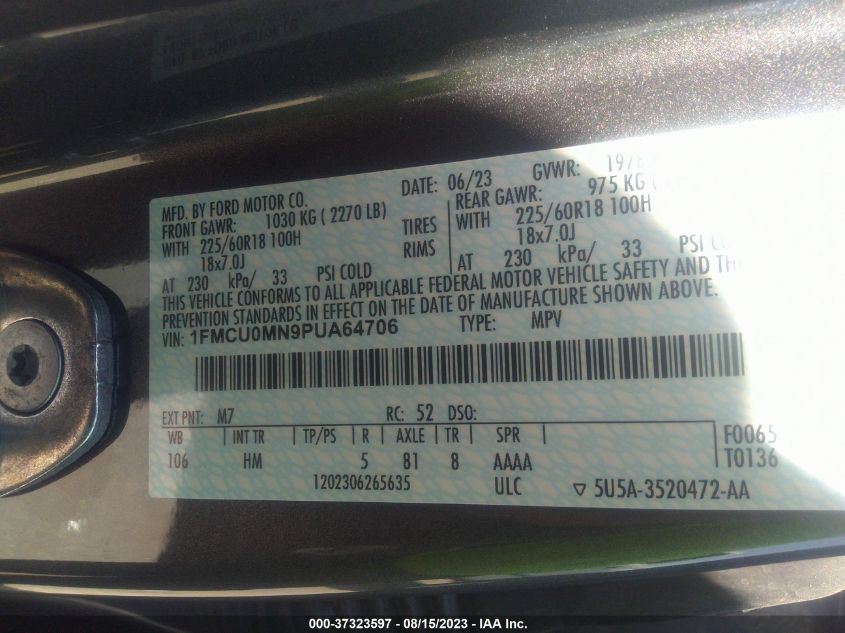 MFD. BY FORD MOTOR CO.
DATE: 06/23 GVWR:
FRONT GAWR: 1030 KG ( 2270 LB)
REAR GAWR: 975 KG
WITH 225/60R18 100H TIRES WITH 225/60R18 100H
18x7.0J RIMS 18x7.0J
AT 230 kPa/ 33 PSI COLD AT 230 kPa/ 33 PSI
THIS VEHICLE CONFORMS TO ALL APPLICABLE FEDERAL MOTOR VEHICLE SAFETY AND
PREVENTION STANDARDS IN EFFECT ON THE DATE OF MANUFACTURE SHOWN ABOVE.
VIN: 1FMCU0MN9PUA64706 TYPE: MPV
EXT PNT: M7 RC: 52 DSO:
WB INT TR TP/PS R AXLE TR SPR F0065
106 HM 5 81 8 AAAA T0136
1202306265635 ULC ▽ 5U5A-3520472-AA
000-37323597 - 08/15/2023 - IAA Inc.